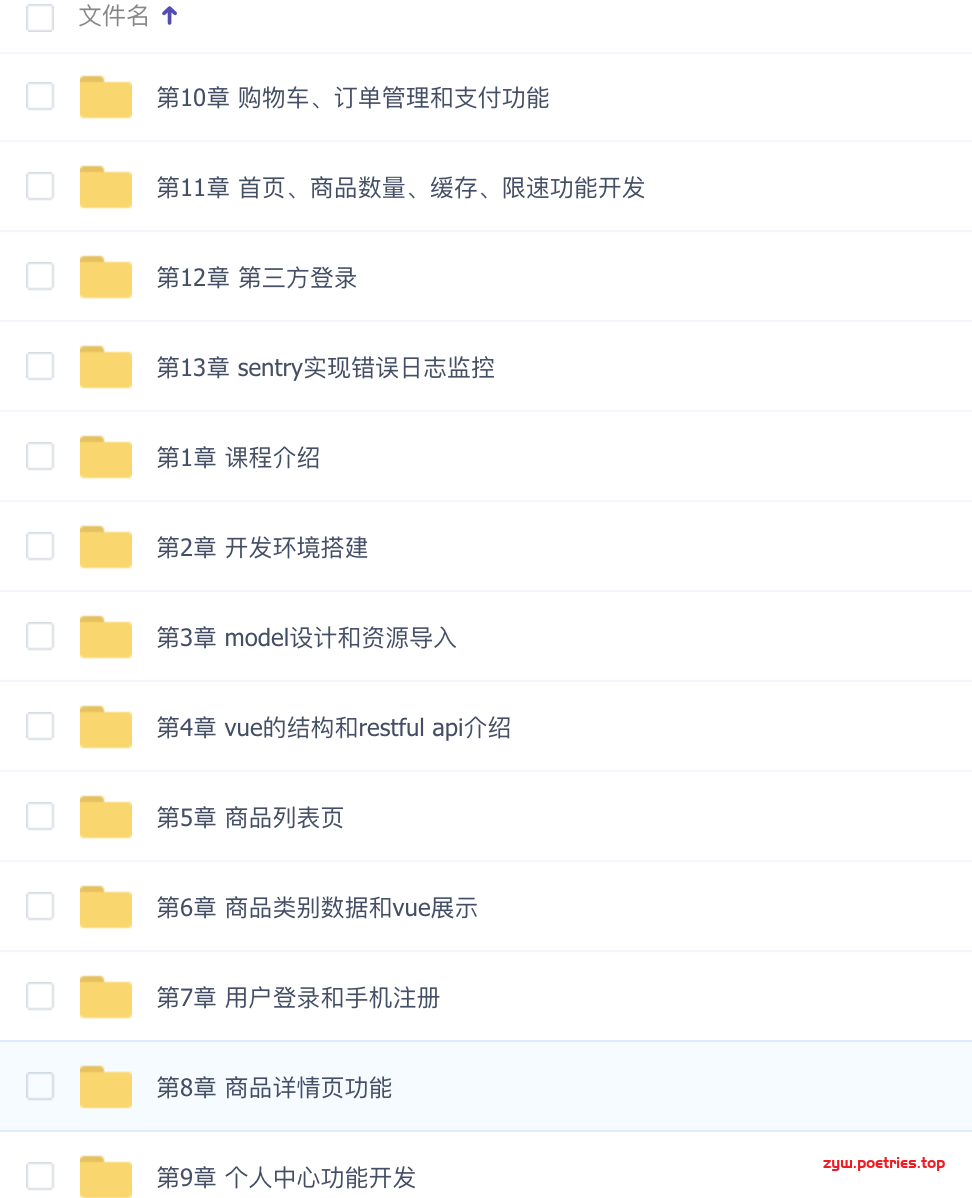 文件名
第10章 购物车、订单管理和支付功能
第11章 首页、商品数量、缓存、限速功能开发
第12章 第三方登录
第13章 sentry实现错误日志监控
第1章 课程介绍
第2章 开发环境搭建
第3章 model设计和资源导入
第4章 vue的结构和restful api介绍
第5章 商品列表页
第6章 商品类别数据和vue展示
第7章 用户登录和手机注册
第8章 商品详情页功能
第9章 个人中心功能开发
zyw.poetries.top